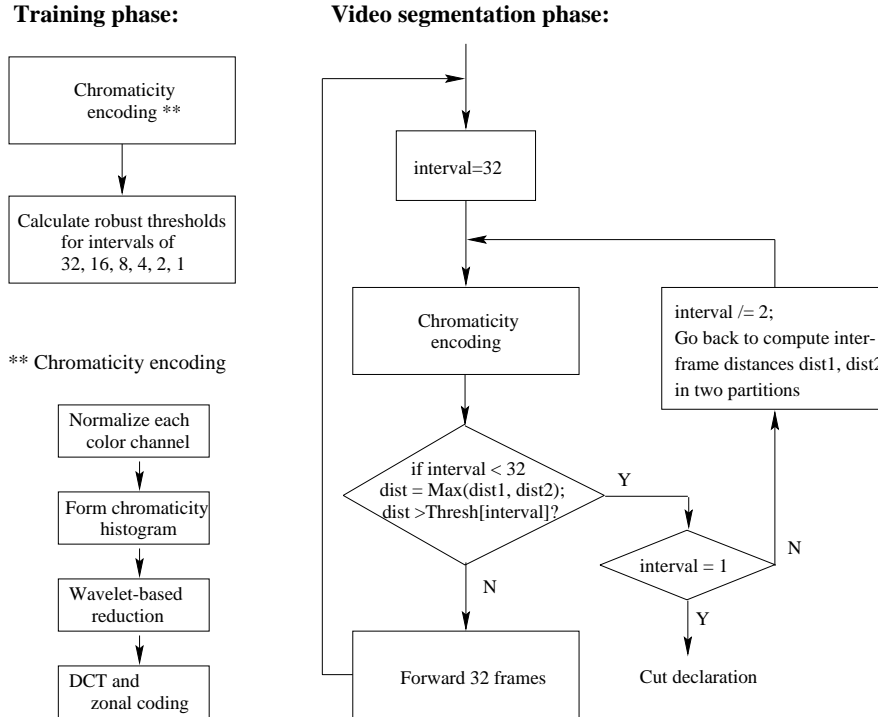 Training phase:
Chromaticity
encoding **
Calculate robust thresholds
for intervals of
32, 16, 8, 4, 2, 1
** Chromaticity encoding
Normalize each
color channel
Form chromaticity
histogram
Wavelet-based
reduction
DCT and
zonal coding
Video segmentation phase:
interval=32
Chromaticity
encoding
interval /= 2;
Go back to compute inter-
frame distances dist1, dist2
in two partitions
if interval < 32
dist = Max(dist1, dist2);
dist >Thresh[interval]?
Y
interval = 1
N
N
Y
Forward 32 frames
Cut declaration